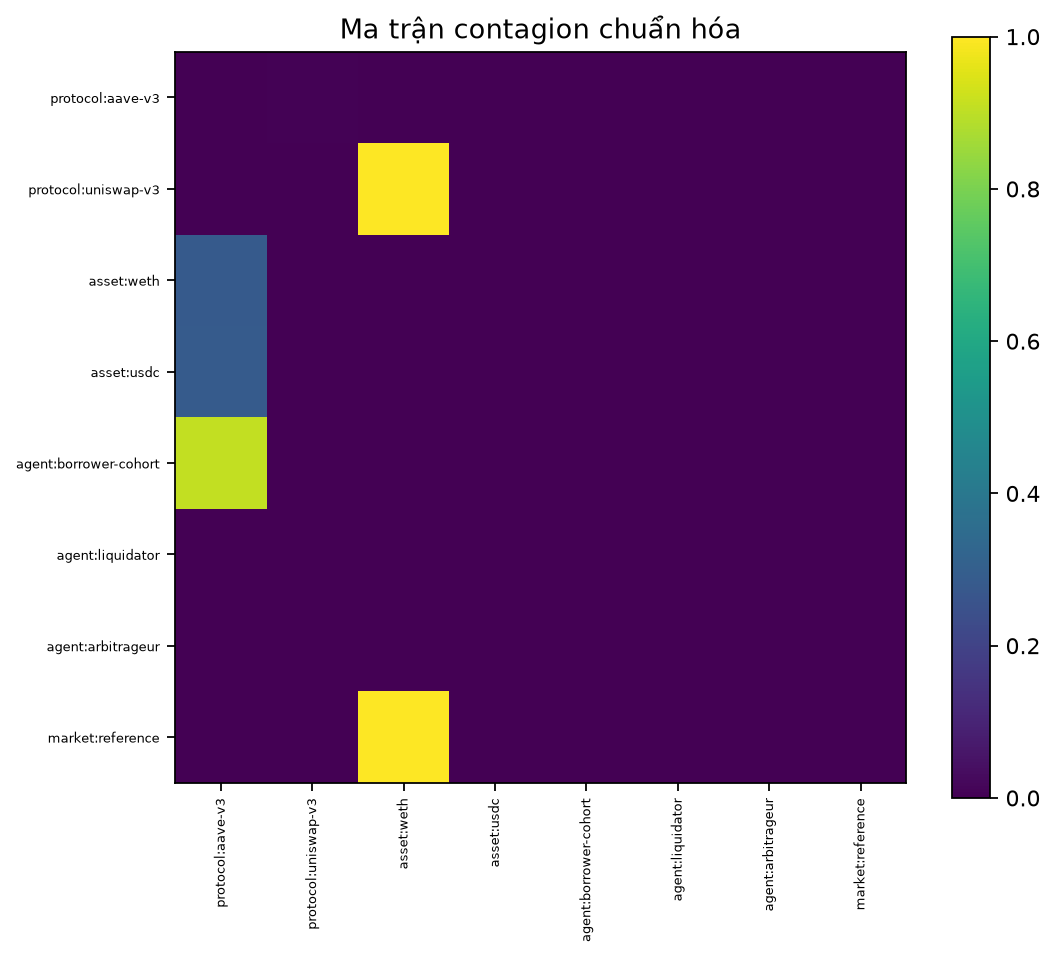 Ma trận contagion chuẩn hóa
protocol:aave-v3
protocol:uniswap-v3
asset:weth
asset:usdc
agent:borrower-cohort
agent:liquidator
agent:arbitrageur
market:reference
protocol:aave-v3
protocol:uniswap-v3
asset:weth
asset:usdc
agent:borrower-cohort
agent:liquidator
agent:arbitrageur
market:reference
1.0
0.8
0.6
0.4
0.2
0.0